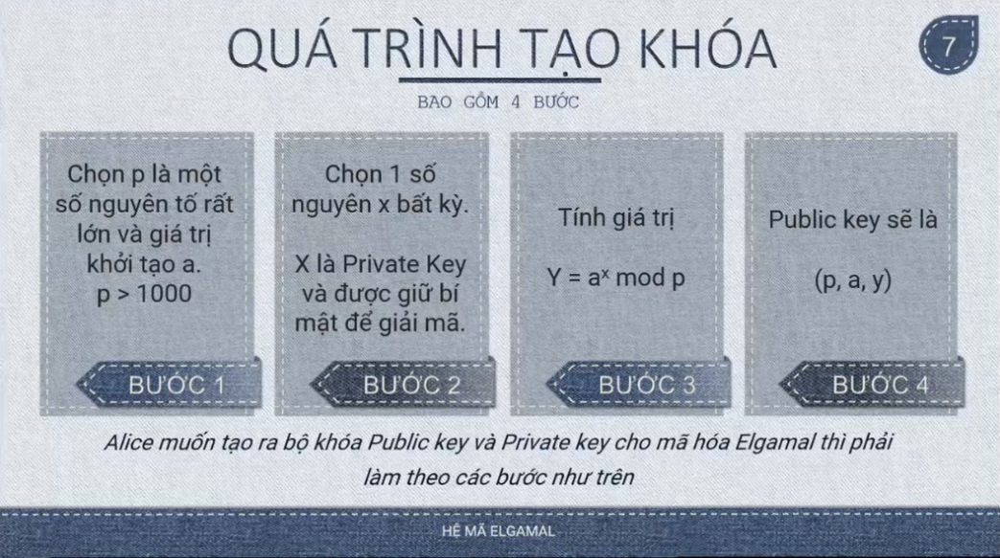 QUÁ TRÌNH TẠO KHÓA
7
BAO GỒM 4 BƯỚC
Chọn p là một
số nguyên tố rất
lớn và giá trị
khởi tạo a.
p > 1000
BƯỚC 1
Chọn 1 số
nguyên x bất kỳ.
X là Private Key
và được giữ bí
mật để giải mã.
BƯỚC 2
Tính giá trị
Y = aˣ mod p
BƯỚC 3
Public key sẽ là
(p, a, y)
BƯỚC 4
Alice muốn tạo ra bộ khóa Public key và Private key cho mã hóa Elgamal thì phải
làm theo các bước như trên
HỆ MÃ ELGAMAL